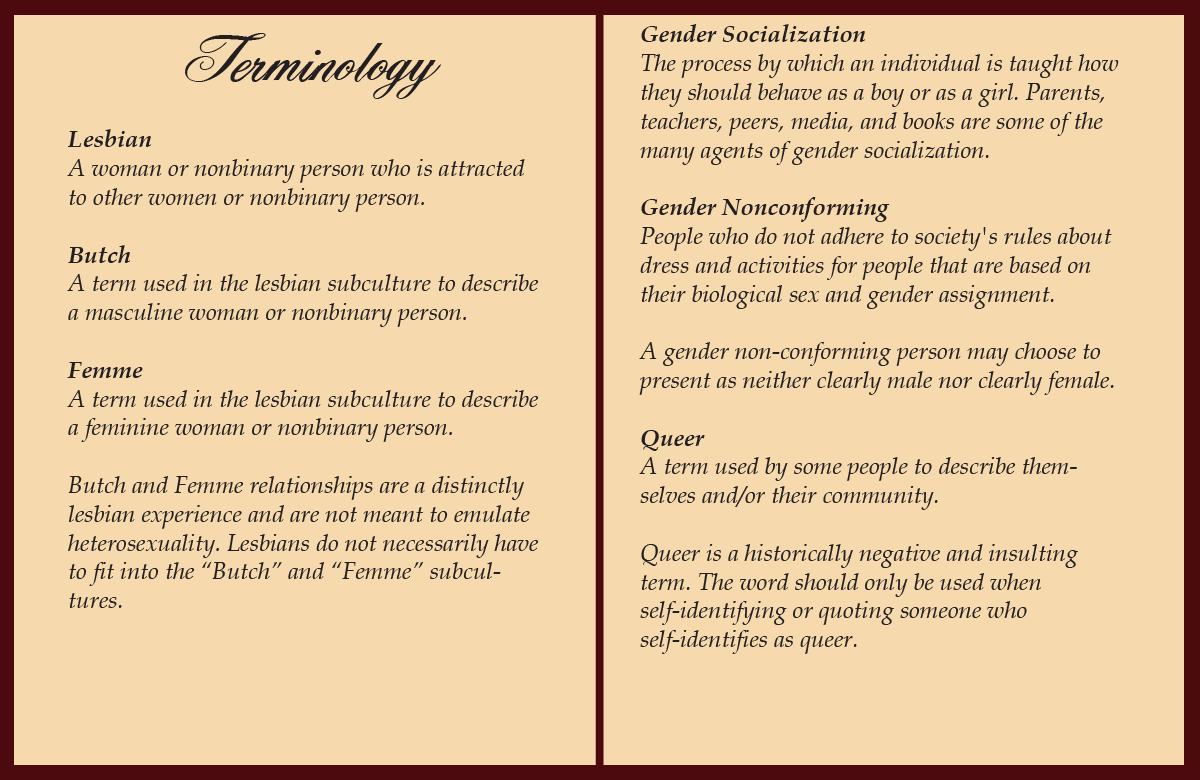 Terminology
Lesbian
A woman or nonbinary person who is attracted
to other women or nonbinary person.
Butch
A term used in the lesbian subculture to describe
a masculine woman or nonbinary person.
Femme
A term used in the lesbian subculture to describe
a feminine woman or nonbinary person.
Butch and Femme relationships are a distinctly
lesbian experience and are not meant to emulate
heterosexuality. Lesbians do not necessarily have
to fit into the “Butch” and “Femme” subcul-
tures.
Gender Socialization
The process by which an individual is taught how
they should behave as a boy or as a girl. Parents,
teachers, peers, media, and books are some of the
many agents of gender socialization.
Gender Nonconforming
People who do not adhere to society's rules about
dress and activities for people that are based on
their biological sex and gender assignment.
A gender non-conforming person may choose to
present as neither clearly male nor clearly female.
Queer
A term used by some people to describe them-
selves and/or their community.
Queer is a historically negative and insulting
term. The word should only be used when
self-identifying or quoting someone who
self-identifies as queer.